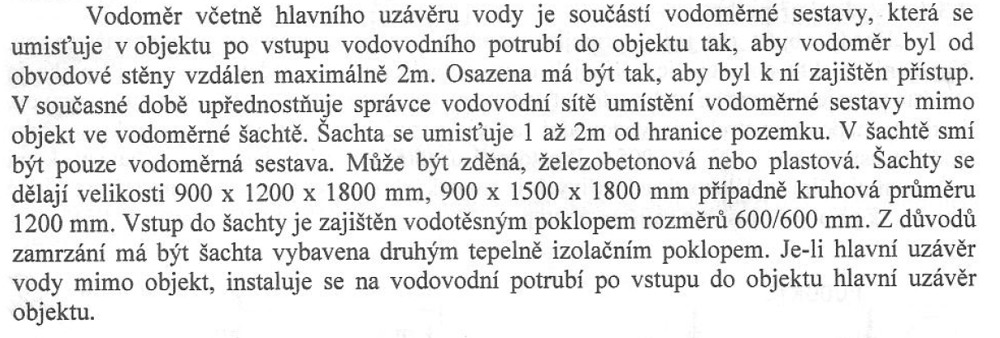 Vodoměr včetně hlavního uzávěru vody je součástí vodoměrné sestavy, která se
umisťuje v objektu po vstupu vodovodního potrubí do objektu tak, aby vodoměr byl od
obvodové stěny vzdálen maximálně 2m. Osazena má být tak, aby byl k ní zajištěn přístup.
V současné době upřednostňuje správce vodovodní sítě umístění vodoměrné sestavy mimo
objekt ve vodoměrné šachtě. Šachta se umisťuje 1 až 2m od hranice pozemku. V šachtě smí
být pouze vodoměrná sestava. Může být zděná, železobetonová nebo plastová. Šachty se
dělají velikosti 900 x 1200 x 1800 mm, 900 x 1500 x 1800 mm případně kruhová průměru
1200 mm. Vstup do šachty je zajištěn vodotěsným poklopem rozměrů 600/600 mm. Z důvodů
zamrzání má být šachta vybavena druhým tepelně izolačním poklopem. Je-li hlavní uzávěr
vody mimo objekt, instaluje se na vodovodní potrubí po vstupu do objektu hlavní uzávěr
objektu.